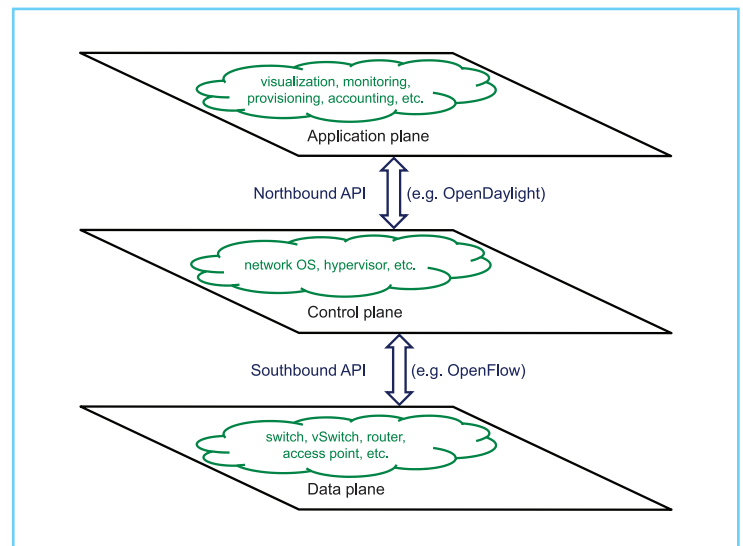 visualization, monitoring,
provisioning, accounting, etc.
Application plane
Northbound API (e.g. OpenDaylight)
network OS, hypervisor, etc.
Control plane
Southbound API (e.g. OpenFlow)
switch, vSwitch, router,
access point, etc.
Data plane